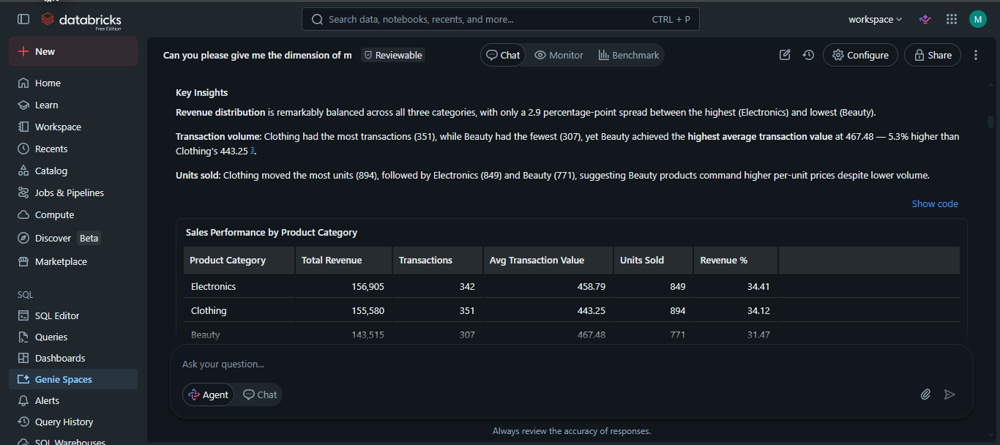 databricks
Free Edition
Search data, notebooks, recents, and more...
CTRL + P
workspace
M
New
Home
Learn
Workspace
Recents
Catalog
Jobs & Pipelines
Compute
Discover Beta
Marketplace
SQL
SQL Editor
Queries
Dashboards
Genie Spaces
Alerts
Query History
SQL Warehouses
Can you please give me the dimension of m
Reviewable
Chat
Monitor
Benchmark
Configure
Share
Key Insights
Revenue distribution is remarkably balanced across all three categories, with only a 2.9 percentage-point spread between the highest (Electronics) and lowest (Beauty).
Transaction volume: Clothing had the most transactions (351), while Beauty had the fewest (307), yet Beauty achieved the highest average transaction value at 467.48 — 5.3% higher than
Clothing's 443.25 3.
Units sold: Clothing moved the most units (894), followed by Electronics (849) and Beauty (771), suggesting Beauty products command higher per-unit prices despite lower volume.
Show code
Sales Performance by Product Category
Product Category Total Revenue Transactions Avg Transaction Value Units Sold Revenue %
Electronics 156,905 342 458.79 849 34.41
Clothing 155,580 351 443.25 894 34.12
Beauty 143,515 307 467.48 771 31.47
Ask your question...
Agent
Chat
Always review the accuracy of responses.